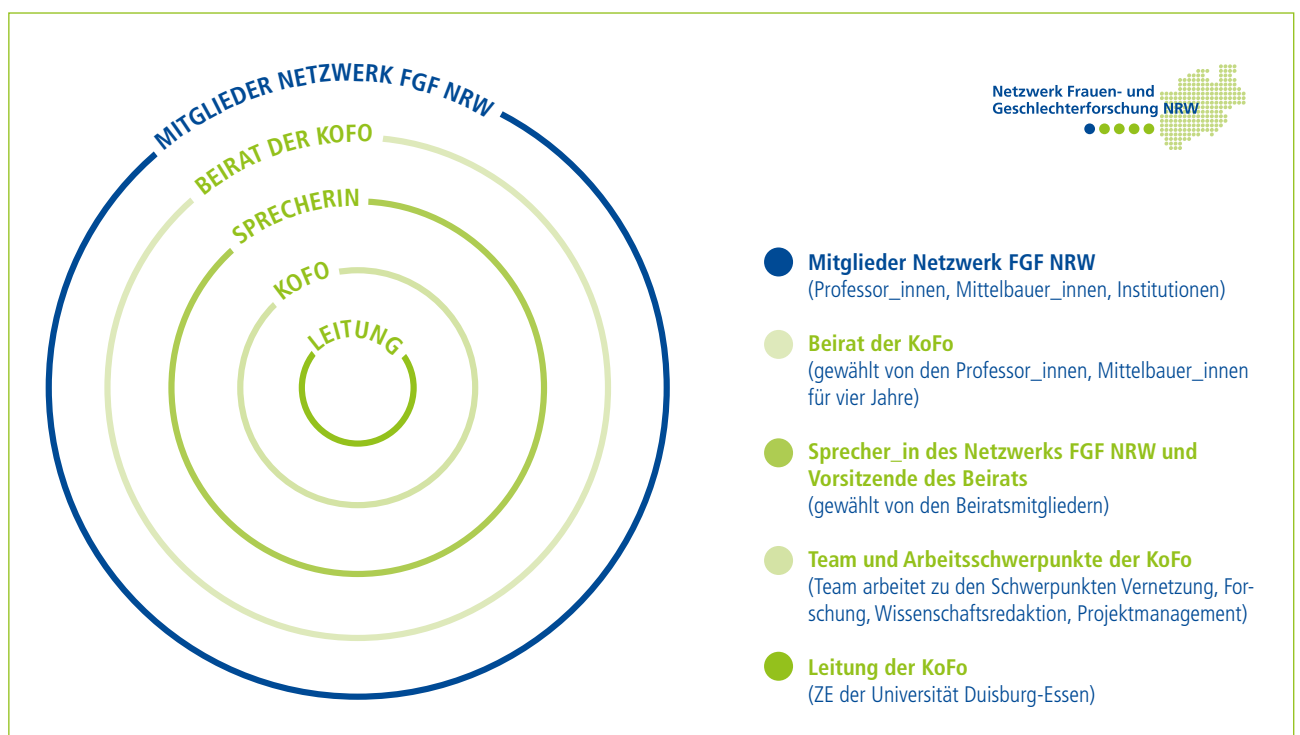 MITGLIEDER NETZWERK FGF NRW
BEIRAT DER KOFO
SPRECHERIN
KOFO
LEITUNG
Netzwerk Frauen- und
Geschlechterforschung NRW
Mitglieder Netzwerk FGF NRW
(Professor_innen, Mittelbauer_innen, Institutionen)
Beirat der KoFo
(gewählt von den Professor_innen, Mittelbauer_innen
für vier Jahre)
Sprecher_in des Netzwerks FGF NRW und
Vorsitzende des Beirats
(gewählt von den Beiratsmitgliedern)
Team und Arbeitsschwerpunkte der KoFo
(Team arbeitet zu den Schwerpunkten Vernetzung, For-
schung, Wissenschaftsredaktion, Projektmanagement)
Leitung der KoFo
(ZE der Universität Duisburg-Essen)